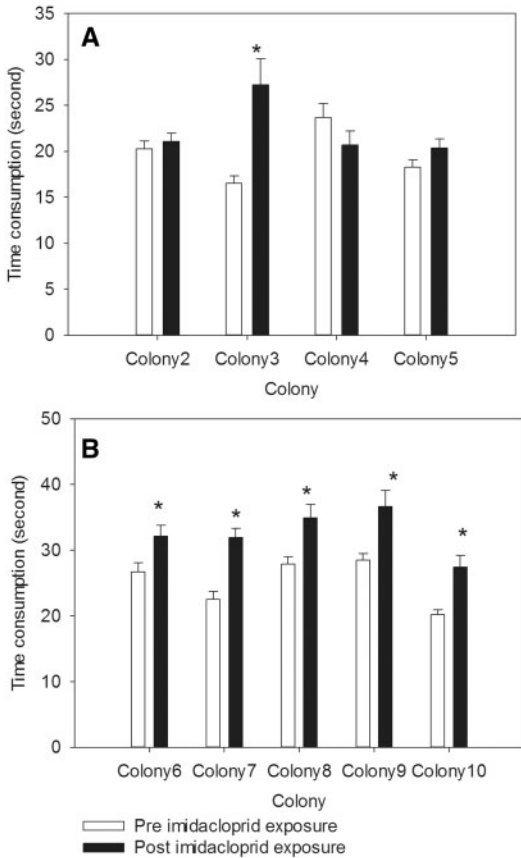 A
Time consumption (second)
35
30
25
20
15
10
5
0
*
Colony2 Colony3 Colony4 Colony5
Colony
B
Time consumption (second)
50
40
30
20
10
0
* * * * *
Colony6 Colony7 Colony8 Colony9 Colony10
Colony
Pre imidacloprid exposure
Post imidacloprid exposure